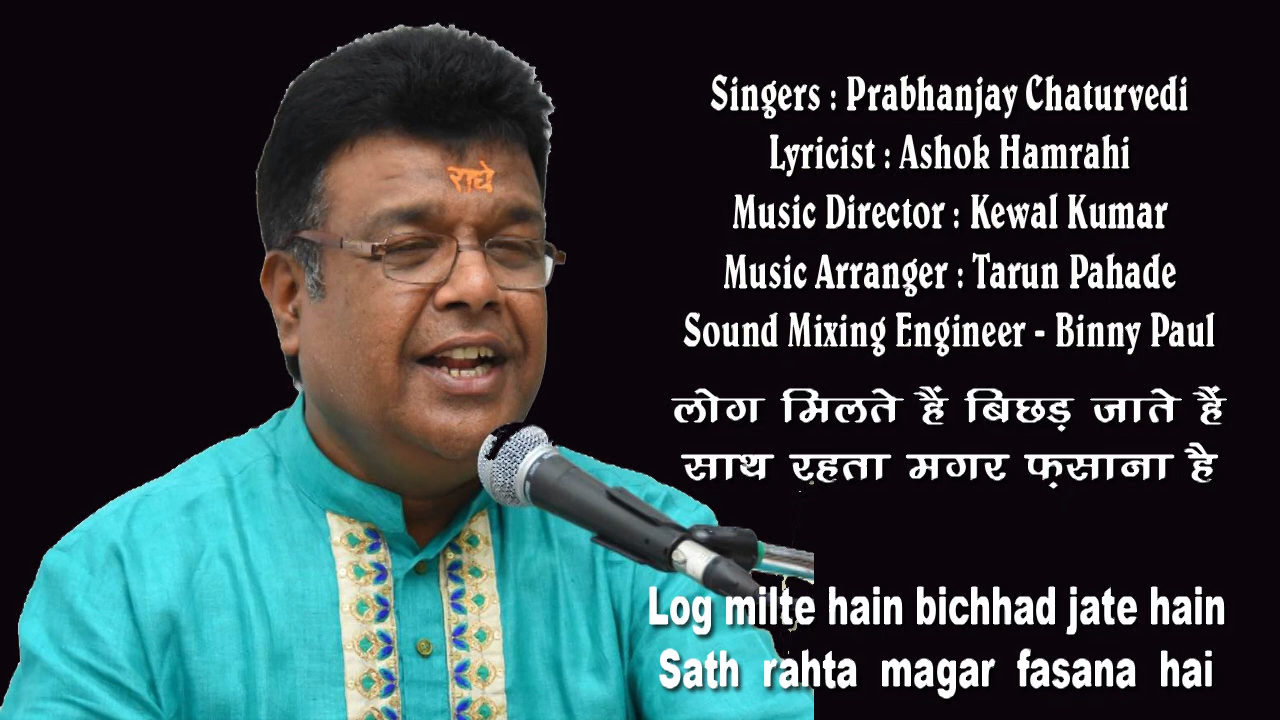 राधे
Singers : Prabhanjay Chaturvedi
Lyricist : Ashok Hamrahi
Music Director : Kewal Kumar
Music Arranger : Tarun Pahade
Sound Mixing Engineer - Binny Paul
लोग मिलते हैं बिछड़ जाते हैं
साथ रहता मगर फ़साना है
Log milte hain bichhad jate hain
Sath rahta magar fasana hai